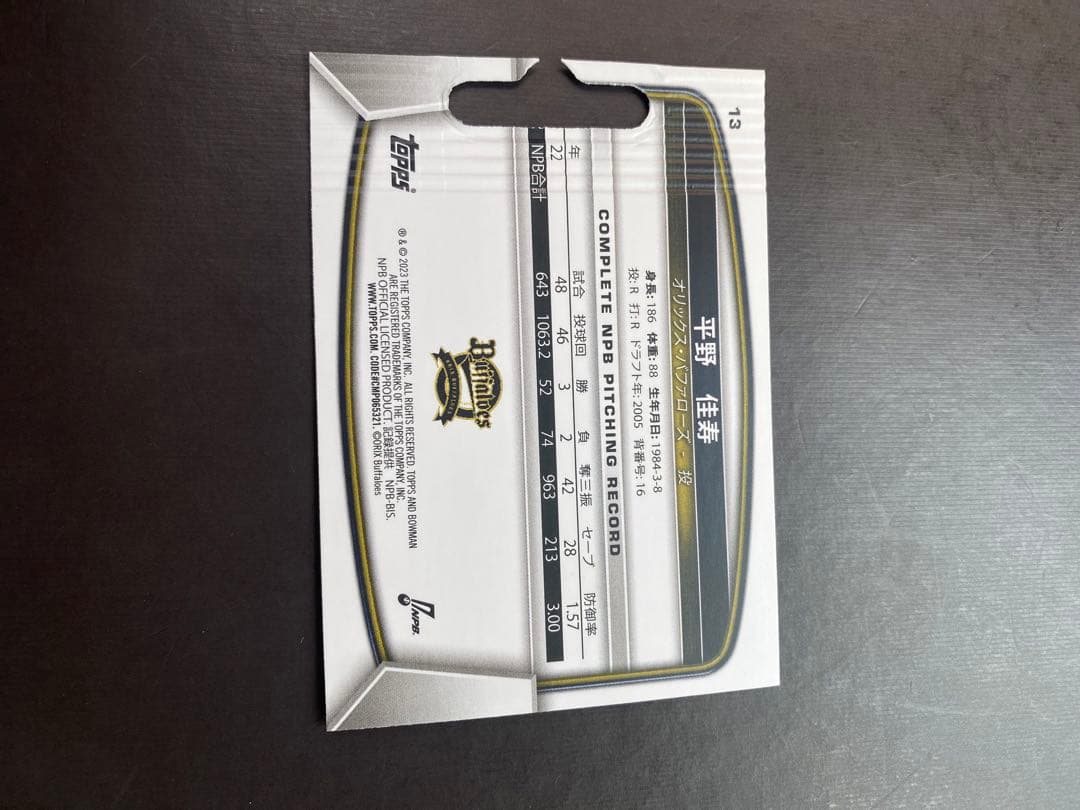 13
平野 佳寿
オリックス・バファローズ - 投
身長: 186 体重: 88 生年月日: 1984-3-8
投: R 打: R ドラフト年: 2005 背番号: 16
COMPLETE NPB PITCHING RECORD
年 試合 投球回 勝 負 奪三振 セーブ 防御率
22 48 46 3 2 42 28 1.57
NPB合計 643 1063.2 52 74 963 213 3.00
Buffaloes
ORIX BUFFALOES
topps®
® & © 2023 THE TOPPS COMPANY, INC. ALL RIGHTS RESERVED. TOPPS AND BOWMAN
ARE REGISTERED TRADEMARKS OF THE TOPPS COMPANY, INC.
NPB OFFICIAL LICENSED PRODUCT. 記録提供 NPB-BIS.
WWW.TOPPS.COM. CODE#CMP065321. ©ORIX Buffaloes
NPB.